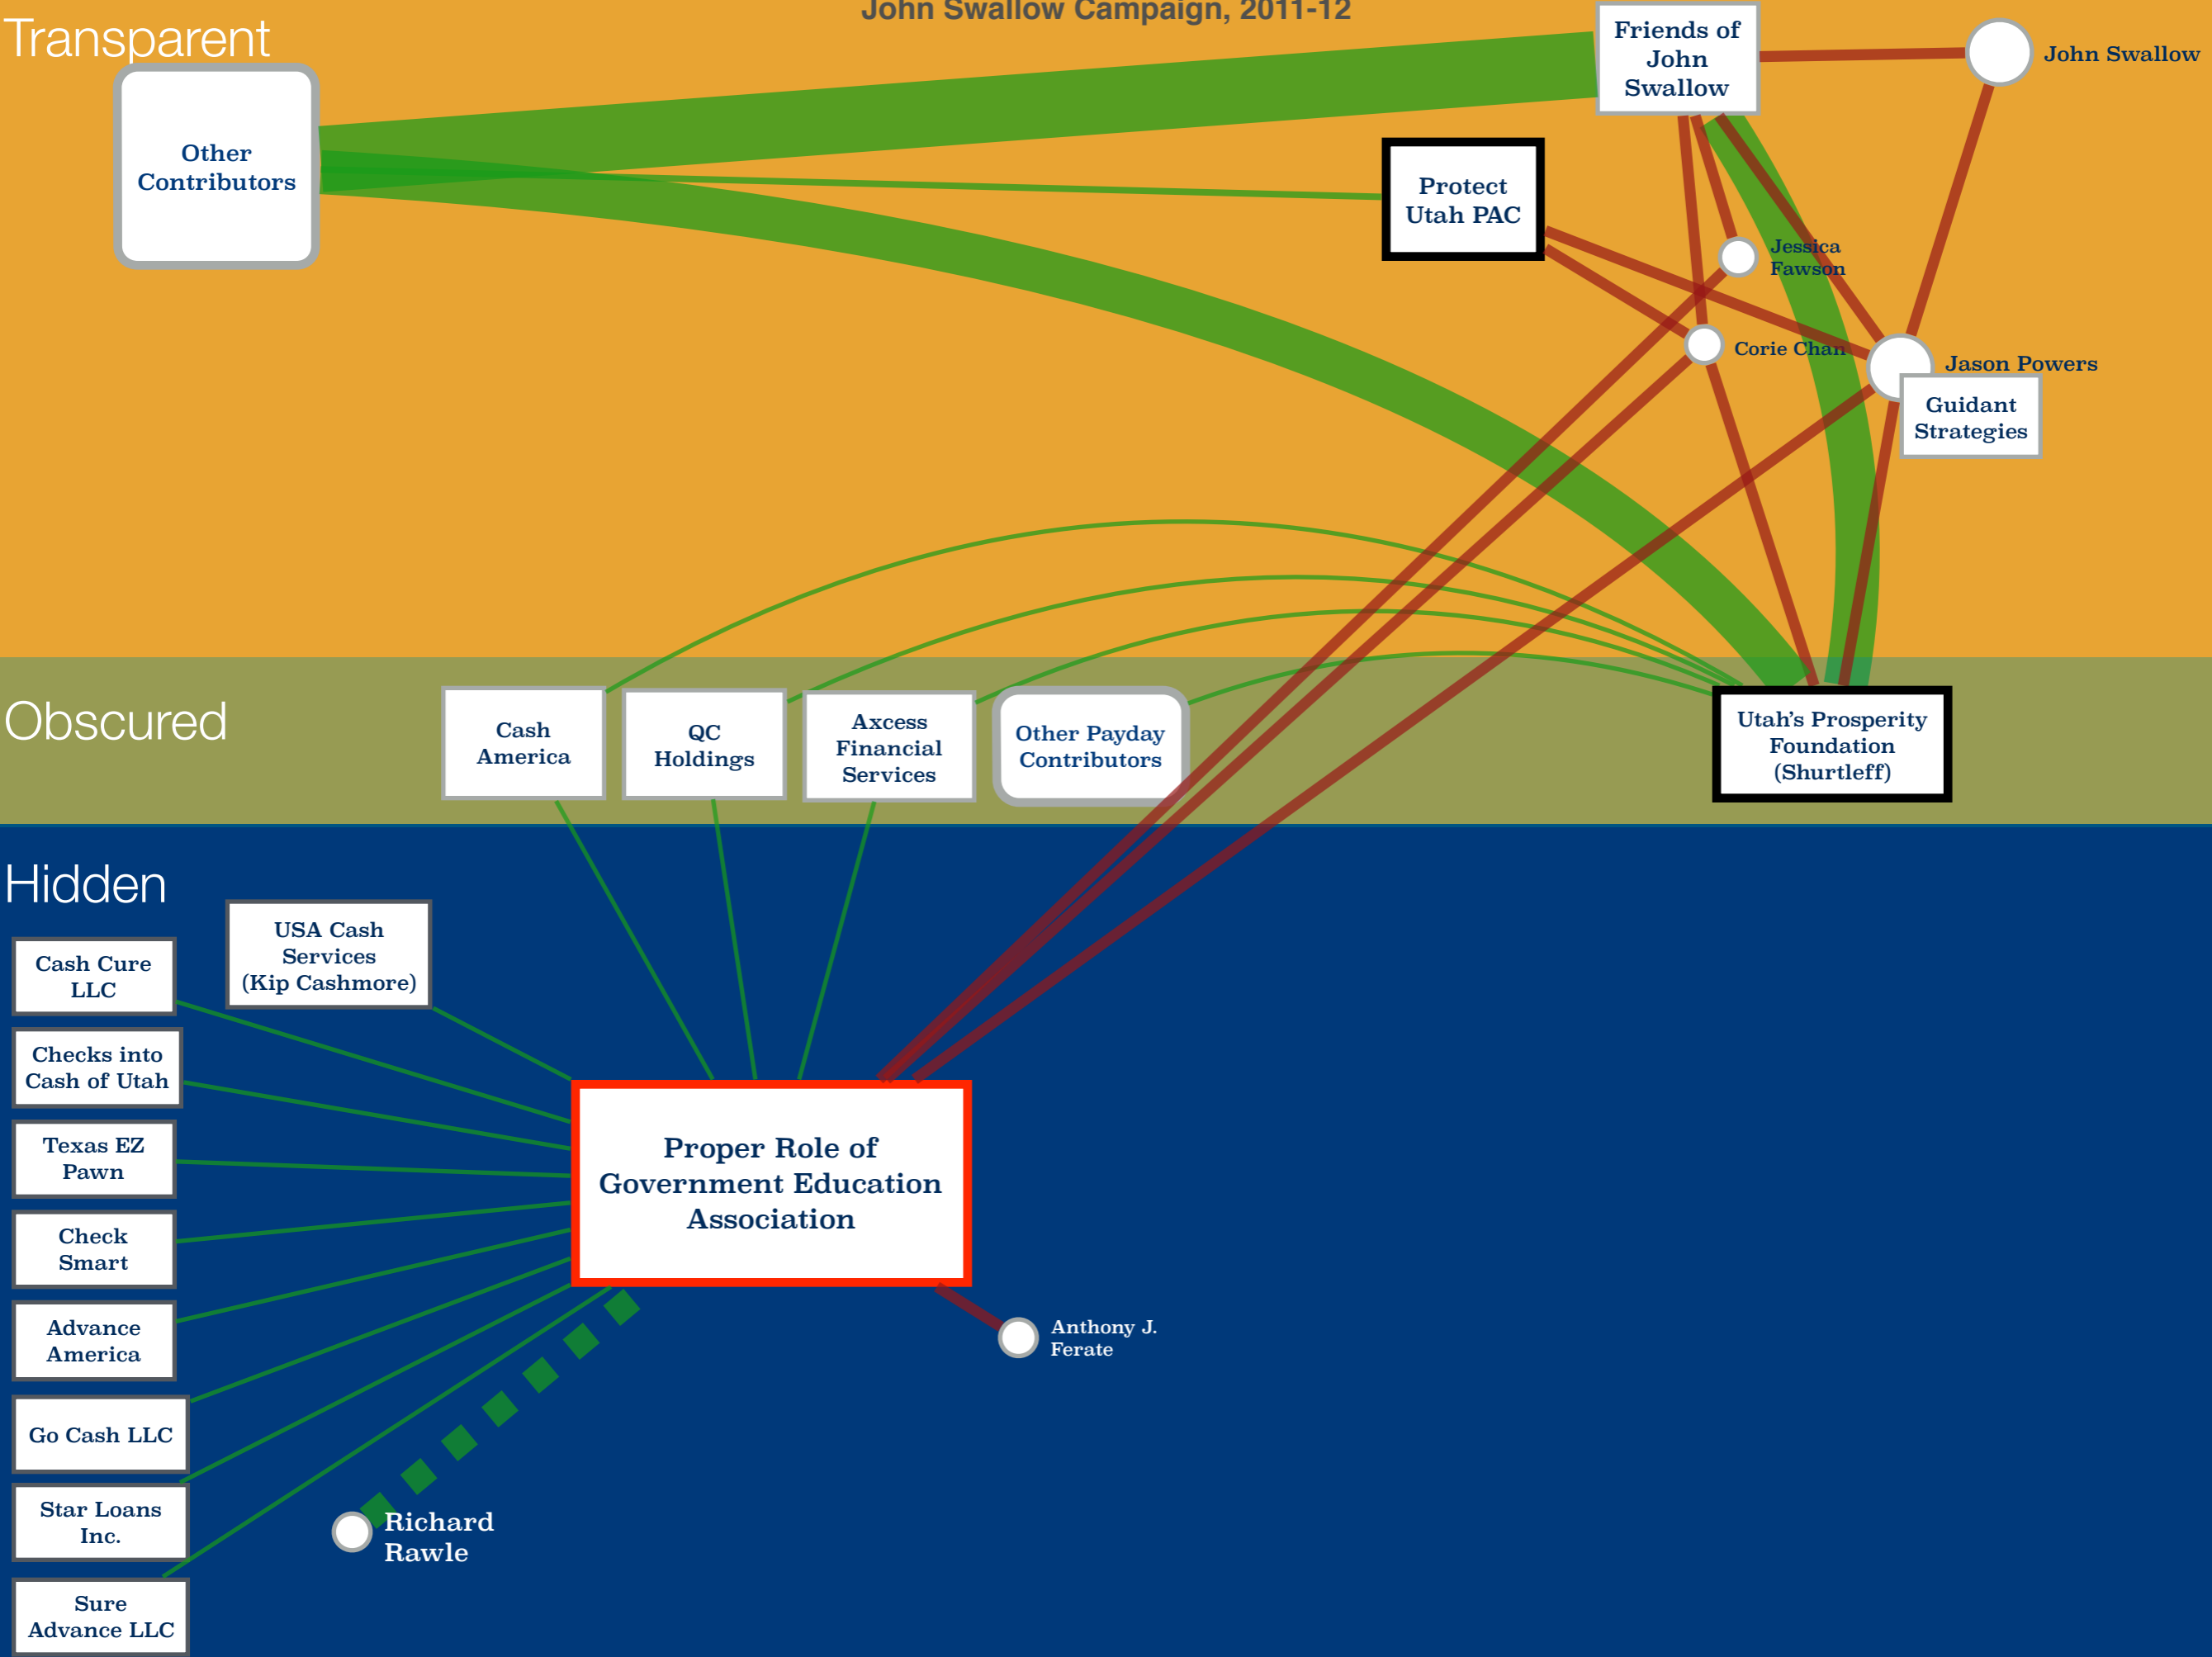 John Swallow Campaign, 2011-12
Transparent
Other
Contributors
Friends of
John
Swallow
John Swallow
Protect
Utah PAC
Jessica
Fawson
Corie Chan
Jason Powers
Guidant
Strategies
Obscured
Cash
America
QC
Holdings
Axcess
Financial
Services
Other Payday
Contributors
Utah's Prosperity
Foundation
(Shurtleff)
Hidden
USA Cash
Services
(Kip Cashmore)
Cash Cure
LLC
Checks into
Cash of Utah
Texas EZ
Pawn
Check
Smart
Advance
America
Go Cash LLC
Star Loans
Inc.
Sure
Advance LLC
Proper Role of
Government Education
Association
Anthony J.
Ferate
Richard
Rawle